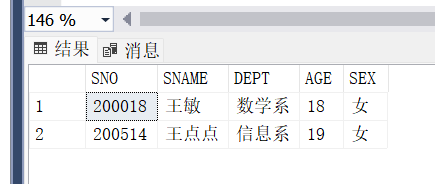 146 %
结果 消息
SNO SNAME DEPT AGE SEX
1 200018 王敏 数学系 18 女
2 200514 王点点 信息系 19 女